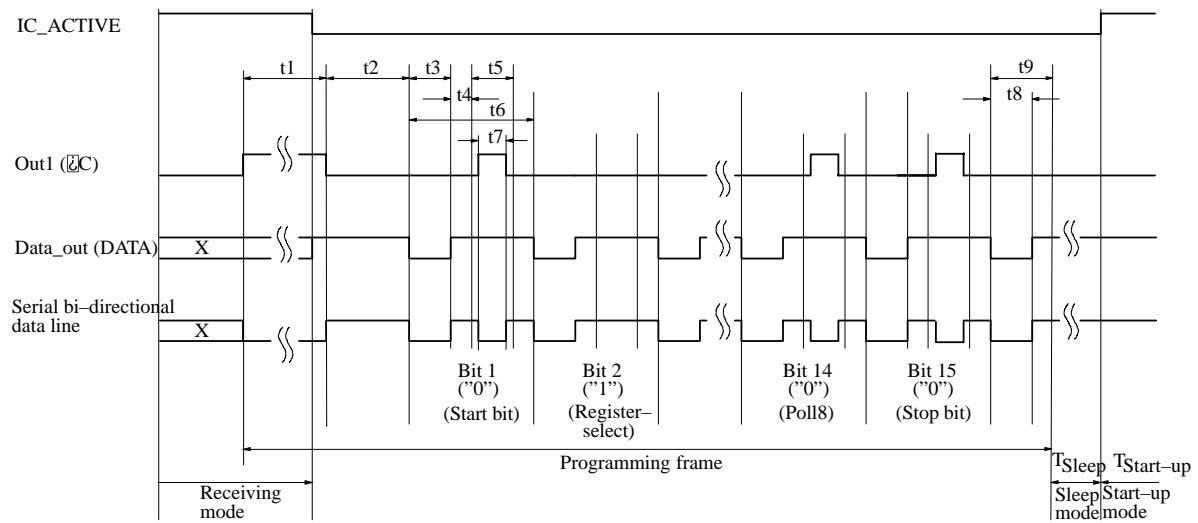 IC_ACTIVE
t1 t2 t3 t5 t9
t4 t8
t6
t7
Out1 (C)
Data_out (DATA) X
Serial bi–directional
data line
X
Bit 1 Bit 2 Bit 14 Bit 15
(”0”) (”1”) (”0”) (”0”)
(Start bit) (Register– (Poll8) (Stop bit)
select)
Programming frame
TSleep TStart–up
Receiving Sleep Start–up
mode mode mode